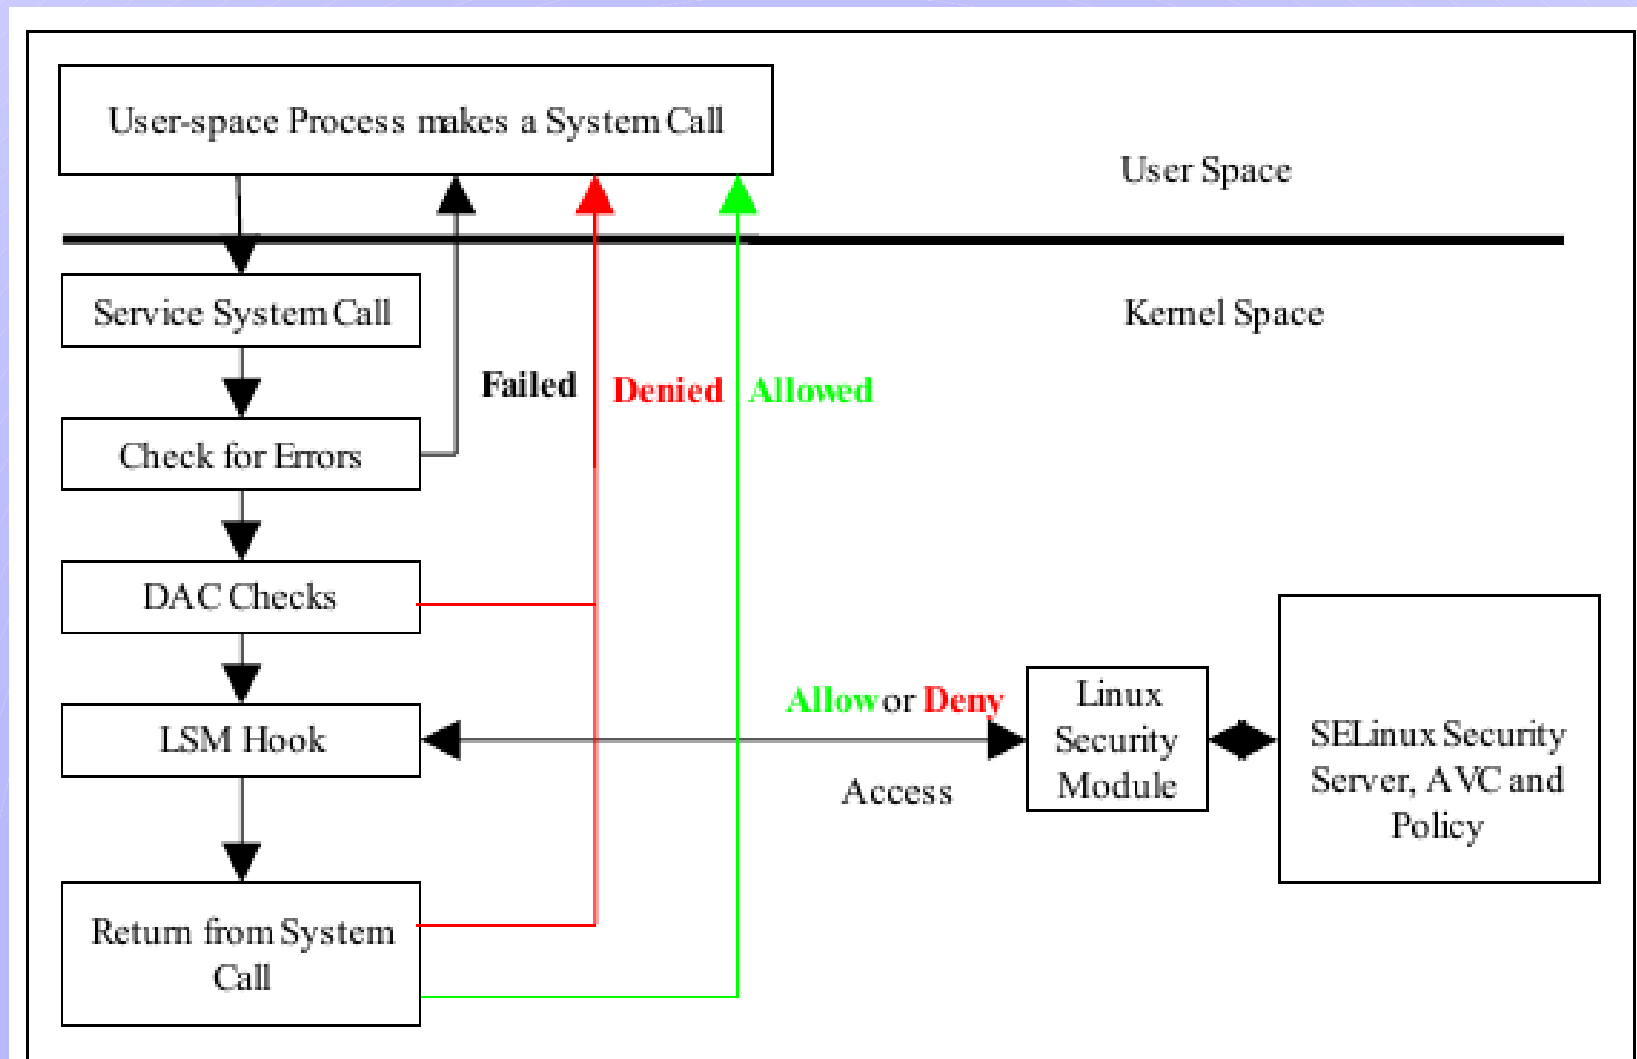 User-space Process makes a System Call
User Space
Service System Call
Kernel Space
Failed
Denied
Allowed
Check for Errors
DAC Checks
LSM Hook
Allow or Deny
Access
Linux
Security
Module
SELinux Security
Server, AVC and
Policy
Return from System
Call